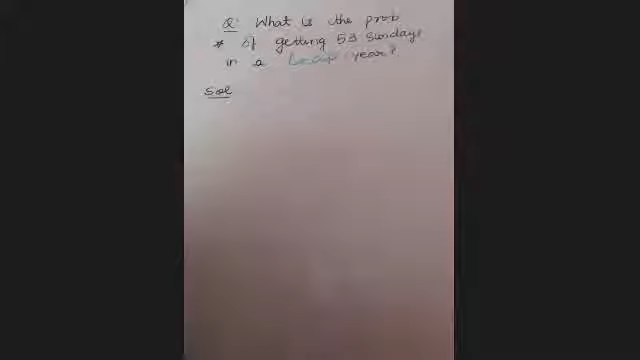 Q. What is the prob
* of getting 53 sundays
in a Leap year?
Sol